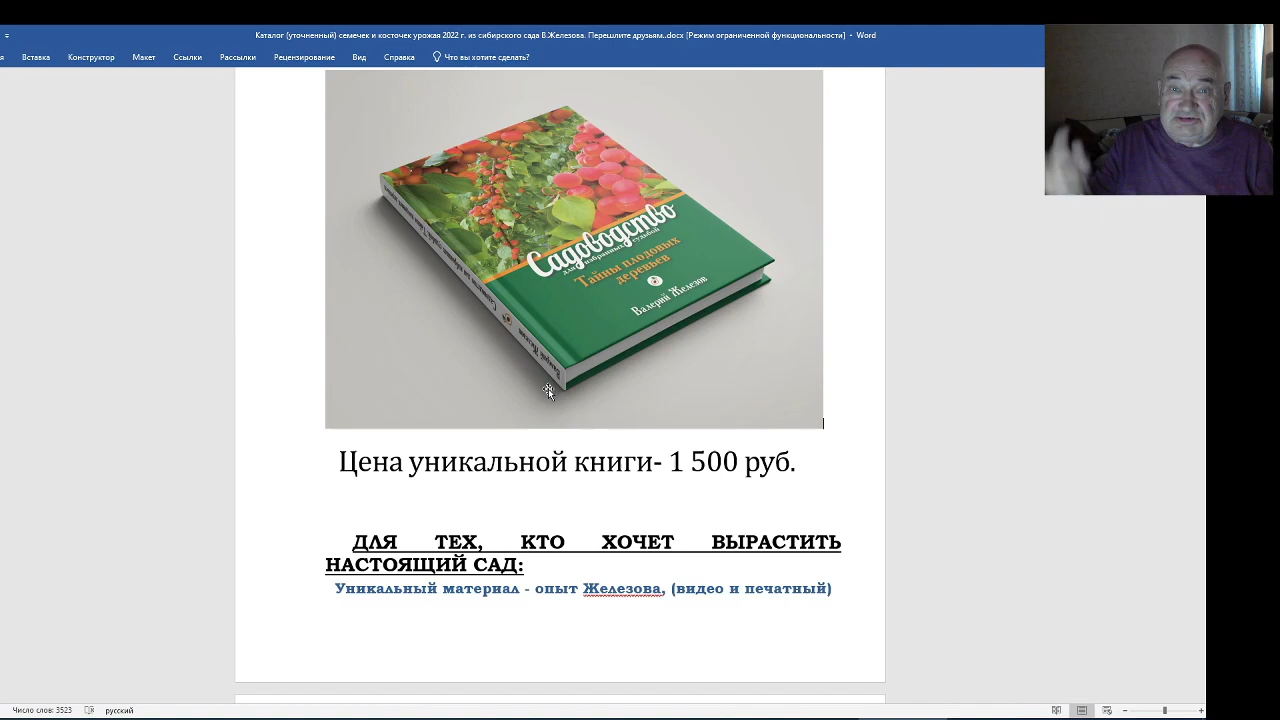 Каталог (уточненный) семечек и косточек урожая 2022 г. из сибирского сада В.Железова. Перешлите друзьям..docx [Режим ограниченной функциональности] - Word
Вставка Конструктор Макет Ссылки Рассылки Рецензирование Вид Справка Что вы хотите сделать?
Садоводство
для избранных судьбой
Тайны плодовых
деревьев
Валерий Железов
Цена уникальной книги- 1 500 руб.
ДЛЯ ТЕХ, КТО ХОЧЕТ ВЫРАСТИТЬ
НАСТОЯЩИЙ САД:
Уникальный материал - опыт Железова, (видео и печатный)
Число слов: 3523 русский